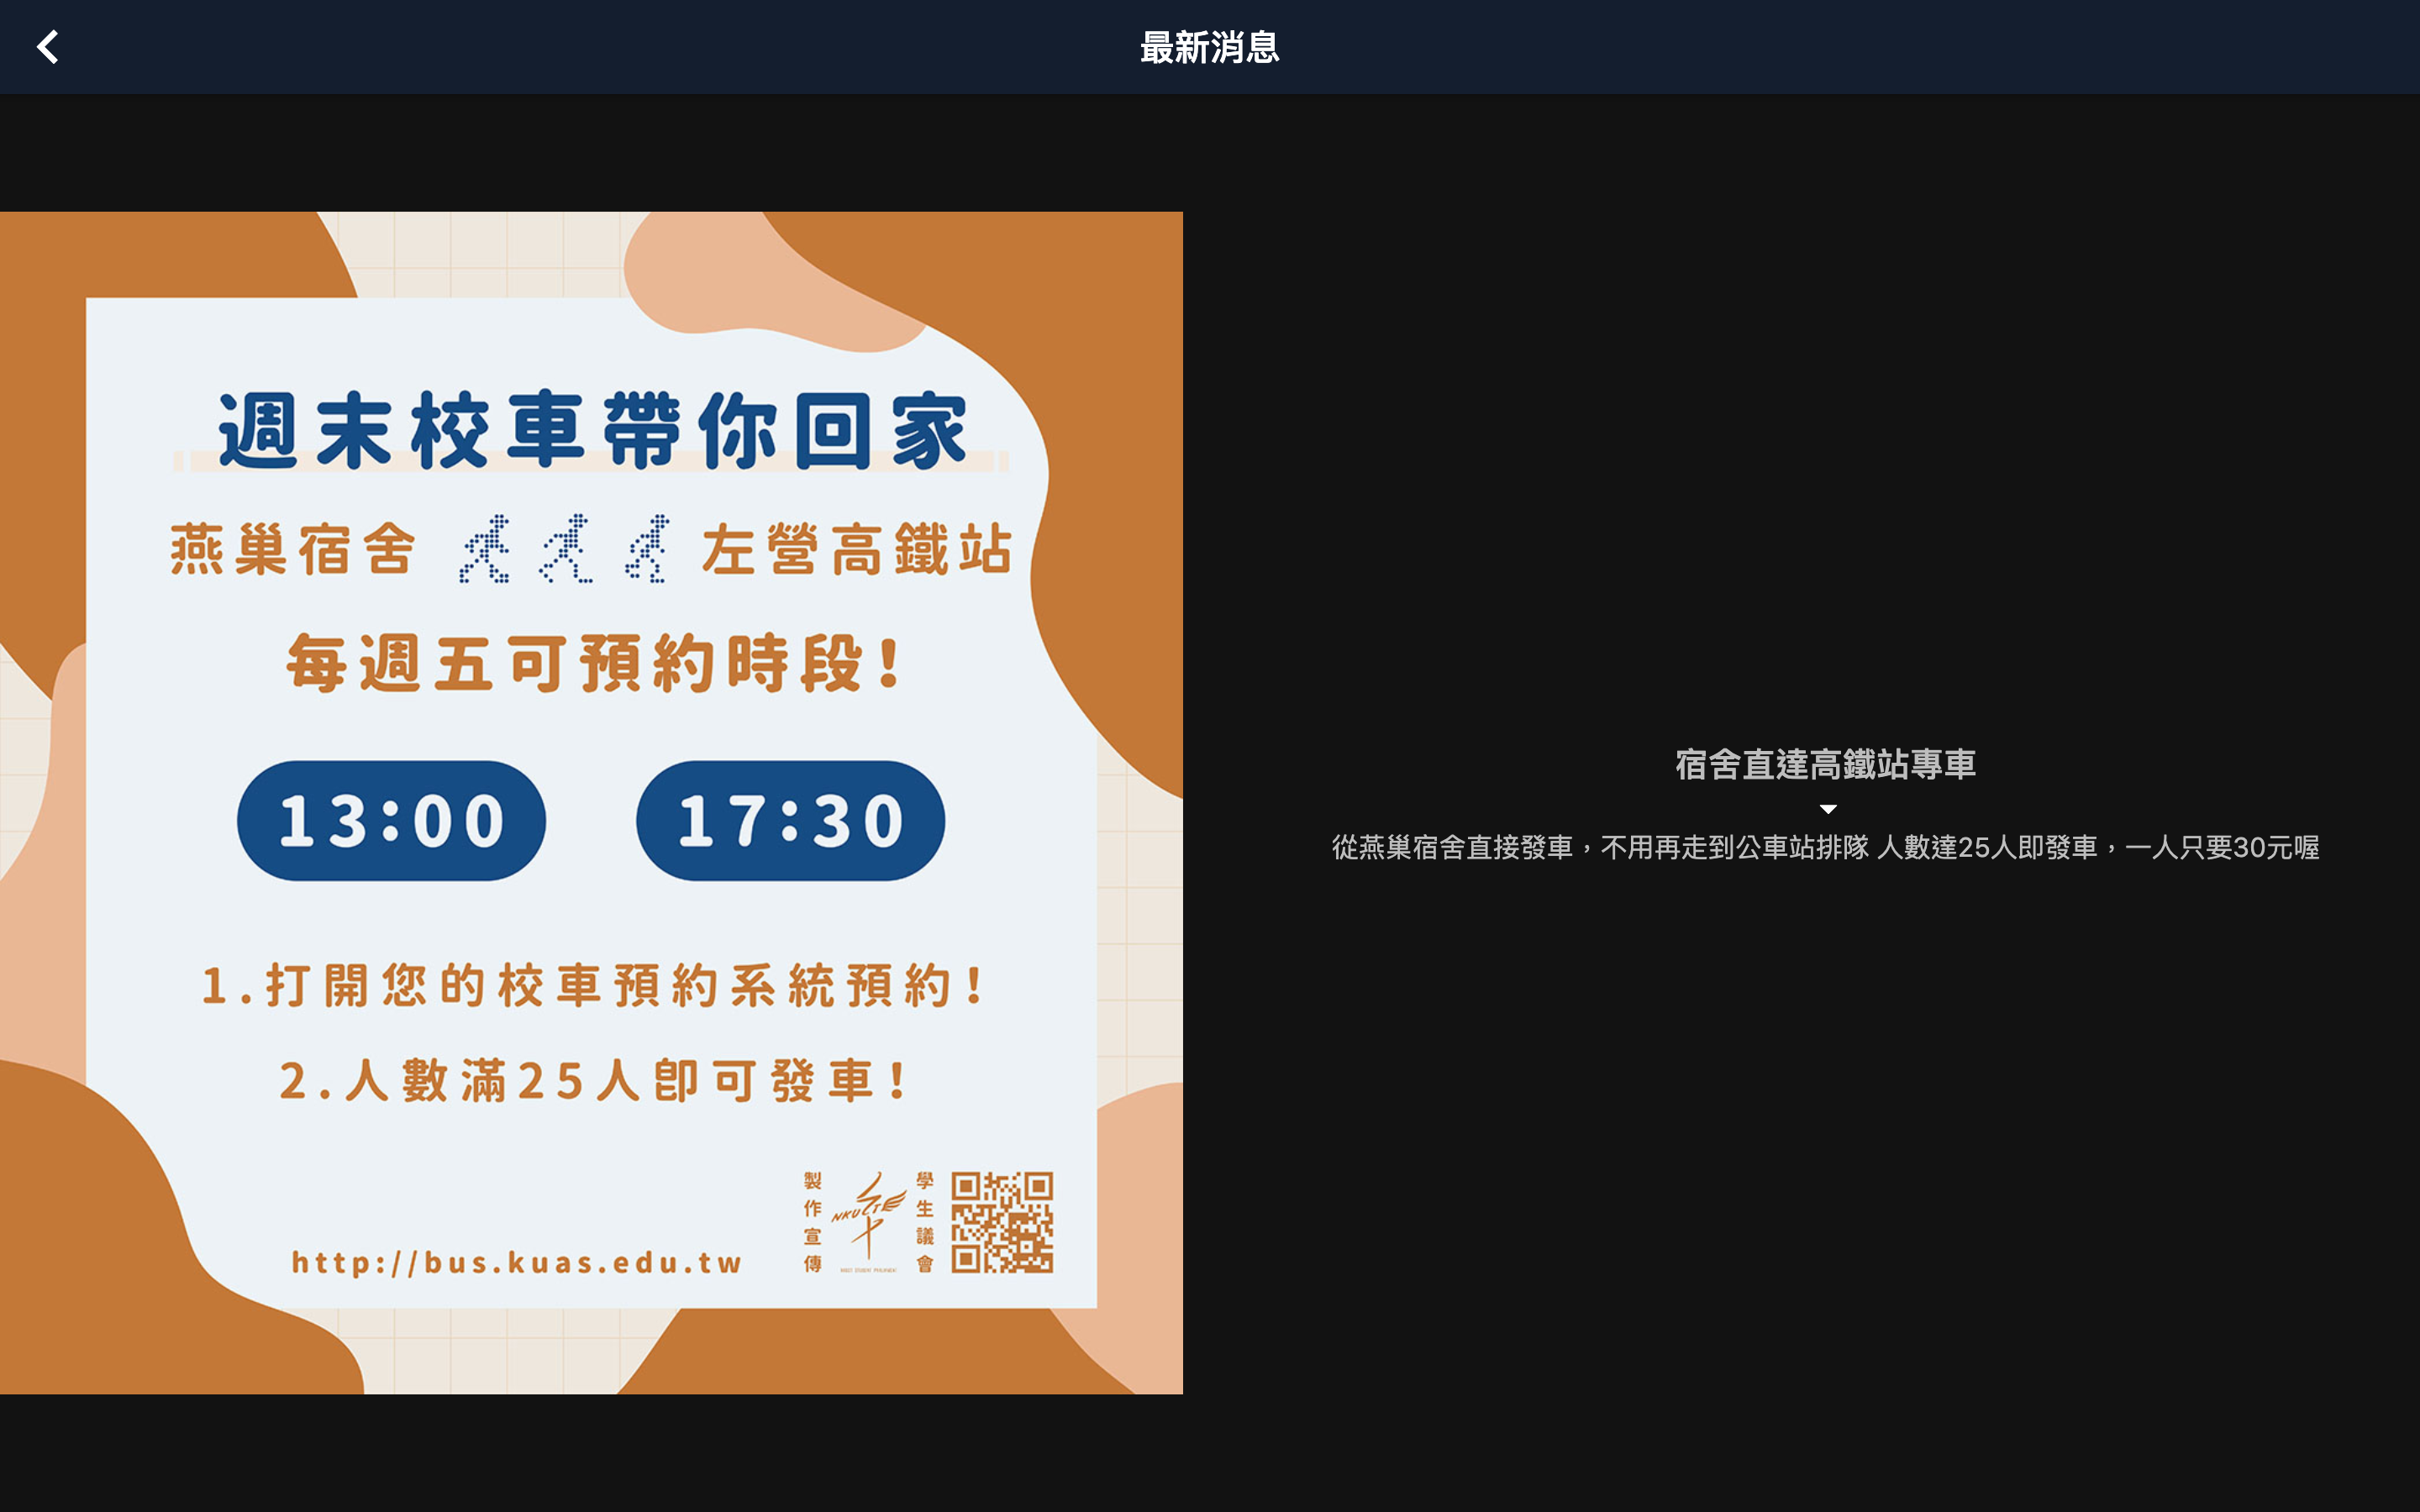 最新消息
週末校車帶你回家
燕巢宿舍 左營高鐵站
每週五可預約時段!
13:00 17:30
1.打開您的校車預約系統預約!
2.人數滿25人即可發車!
製作宣傳
NKUST
學生議會
http://bus.kuas.edu.tw
宿舍直達高鐵站專車
從燕巢宿舍直接發車，不用再走到公車站排隊 人數達25人即發車，一人只要30元喔